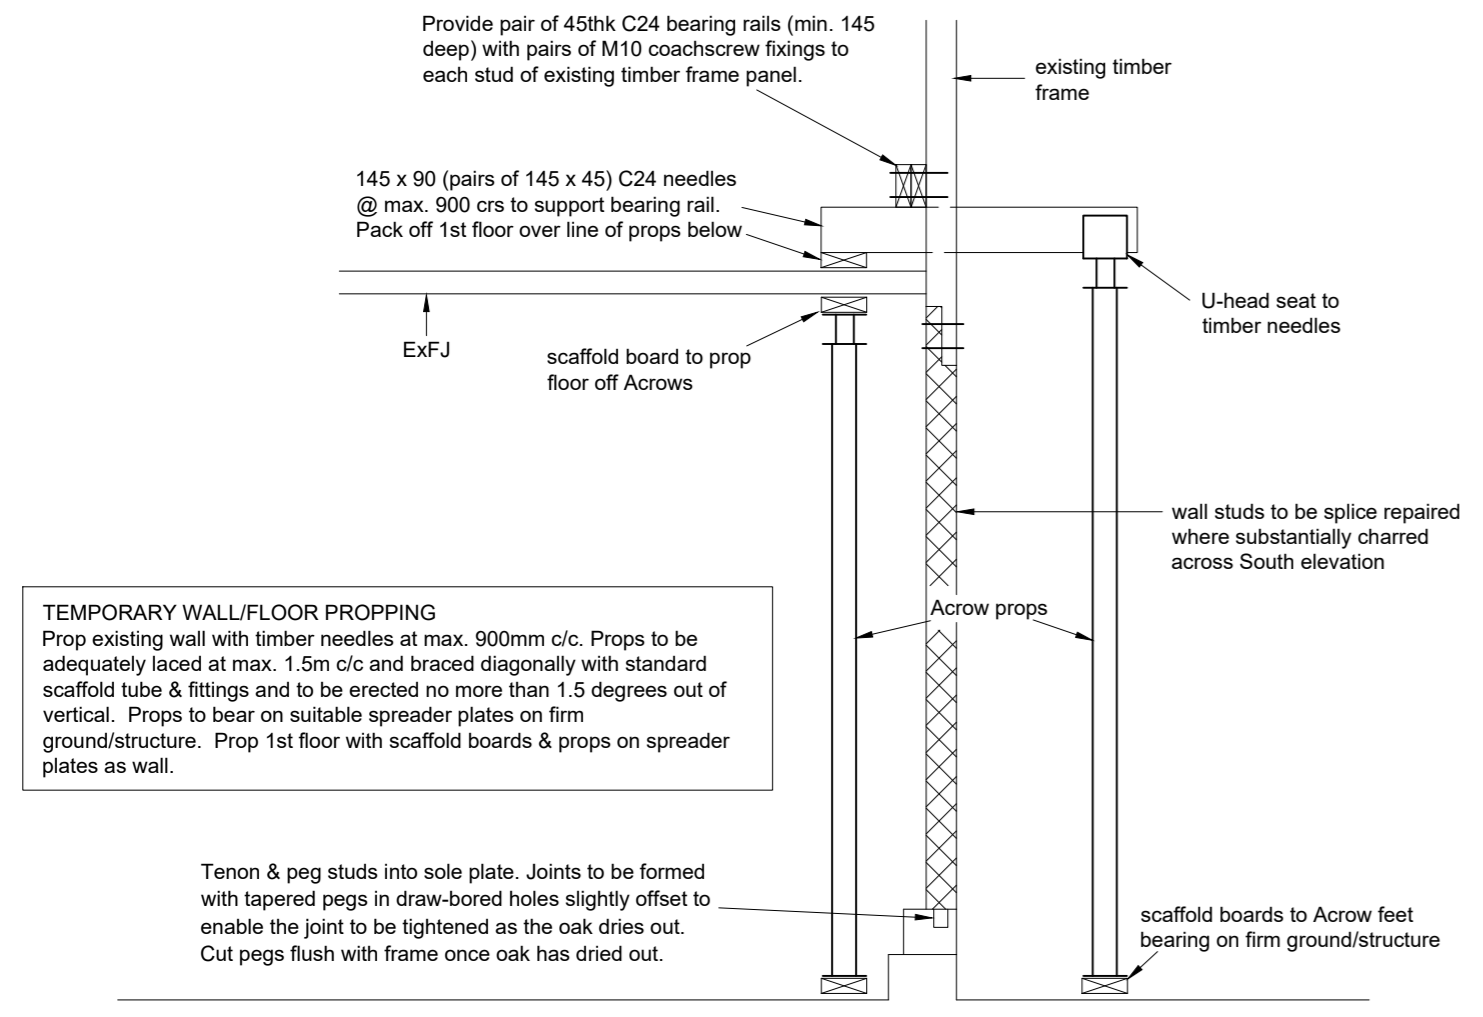 Provide pair of 45thk C24 bearing rails (min. 145
deep) with pairs of M10 coachscrew fixings to
each stud of existing timber frame panel.
existing timber
frame
145 x 90 (pairs of 145 x 45) C24 needles
@ max. 900 crs to support bearing rail.
Pack off 1st floor over line of props below
U-head seat to
timber needles
ExFJ
scaffold board to prop
floor off Acrows
wall studs to be splice repaired
where substantially charred
across South elevation
Acrow props
TEMPORARY WALL/FLOOR PROPPING
Prop existing wall with timber needles at max. 900mm c/c. Props to be
adequately laced at max. 1.5m c/c and braced diagonally with standard
scaffold tube & fittings and to be erected no more than 1.5 degrees out of
vertical.  Props to bear on suitable spreader plates on firm
ground/structure.  Prop 1st floor with scaffold boards & props on spreader
plates as wall.
Tenon & peg studs into sole plate. Joints to be formed
with tapered pegs in draw-bored holes slightly offset to
enable the joint to be tightened as the oak dries out.
Cut pegs flush with frame once oak has dried out.
scaffold boards to Acrow feet
bearing on firm ground/structure